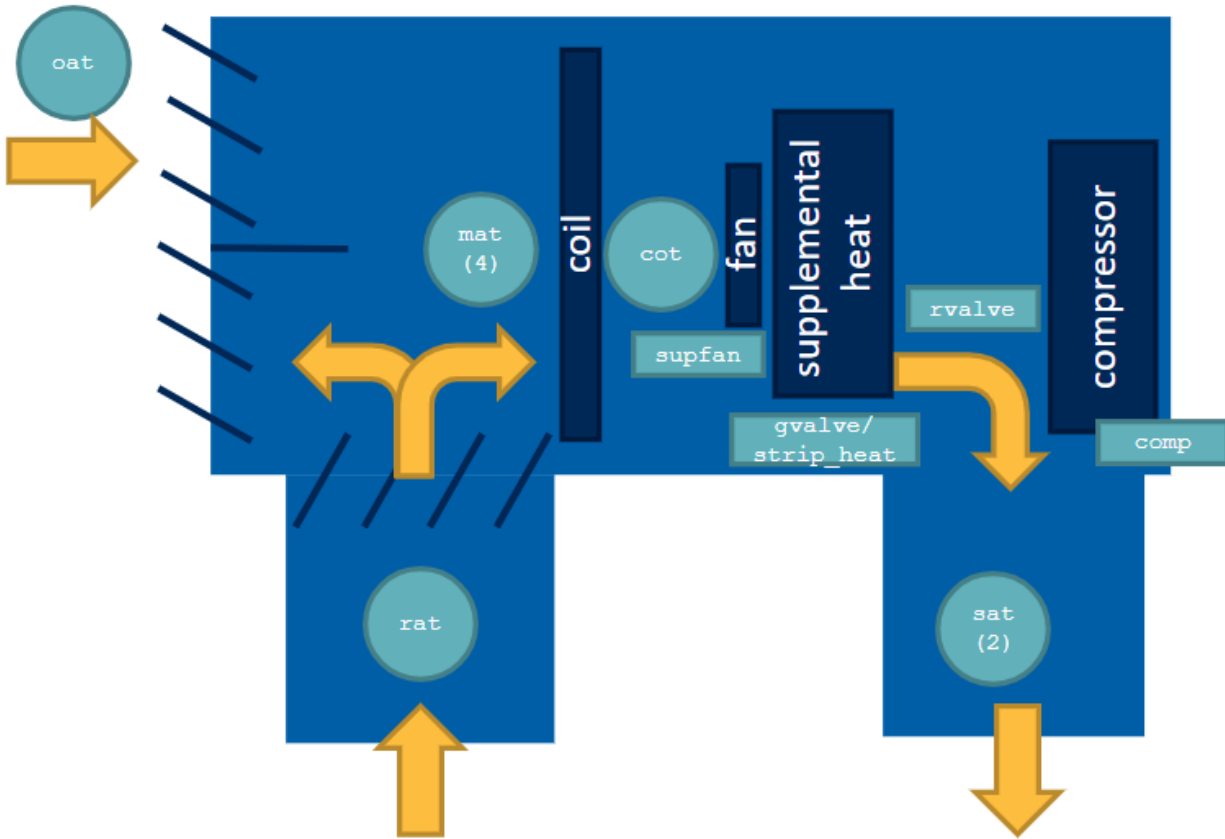 oat
mat
(4)
coil
cot
fan
supplemental
heat
rvalve
compressor
supfan
gvalve/
strip_heat
comp
rat
sat
(2)